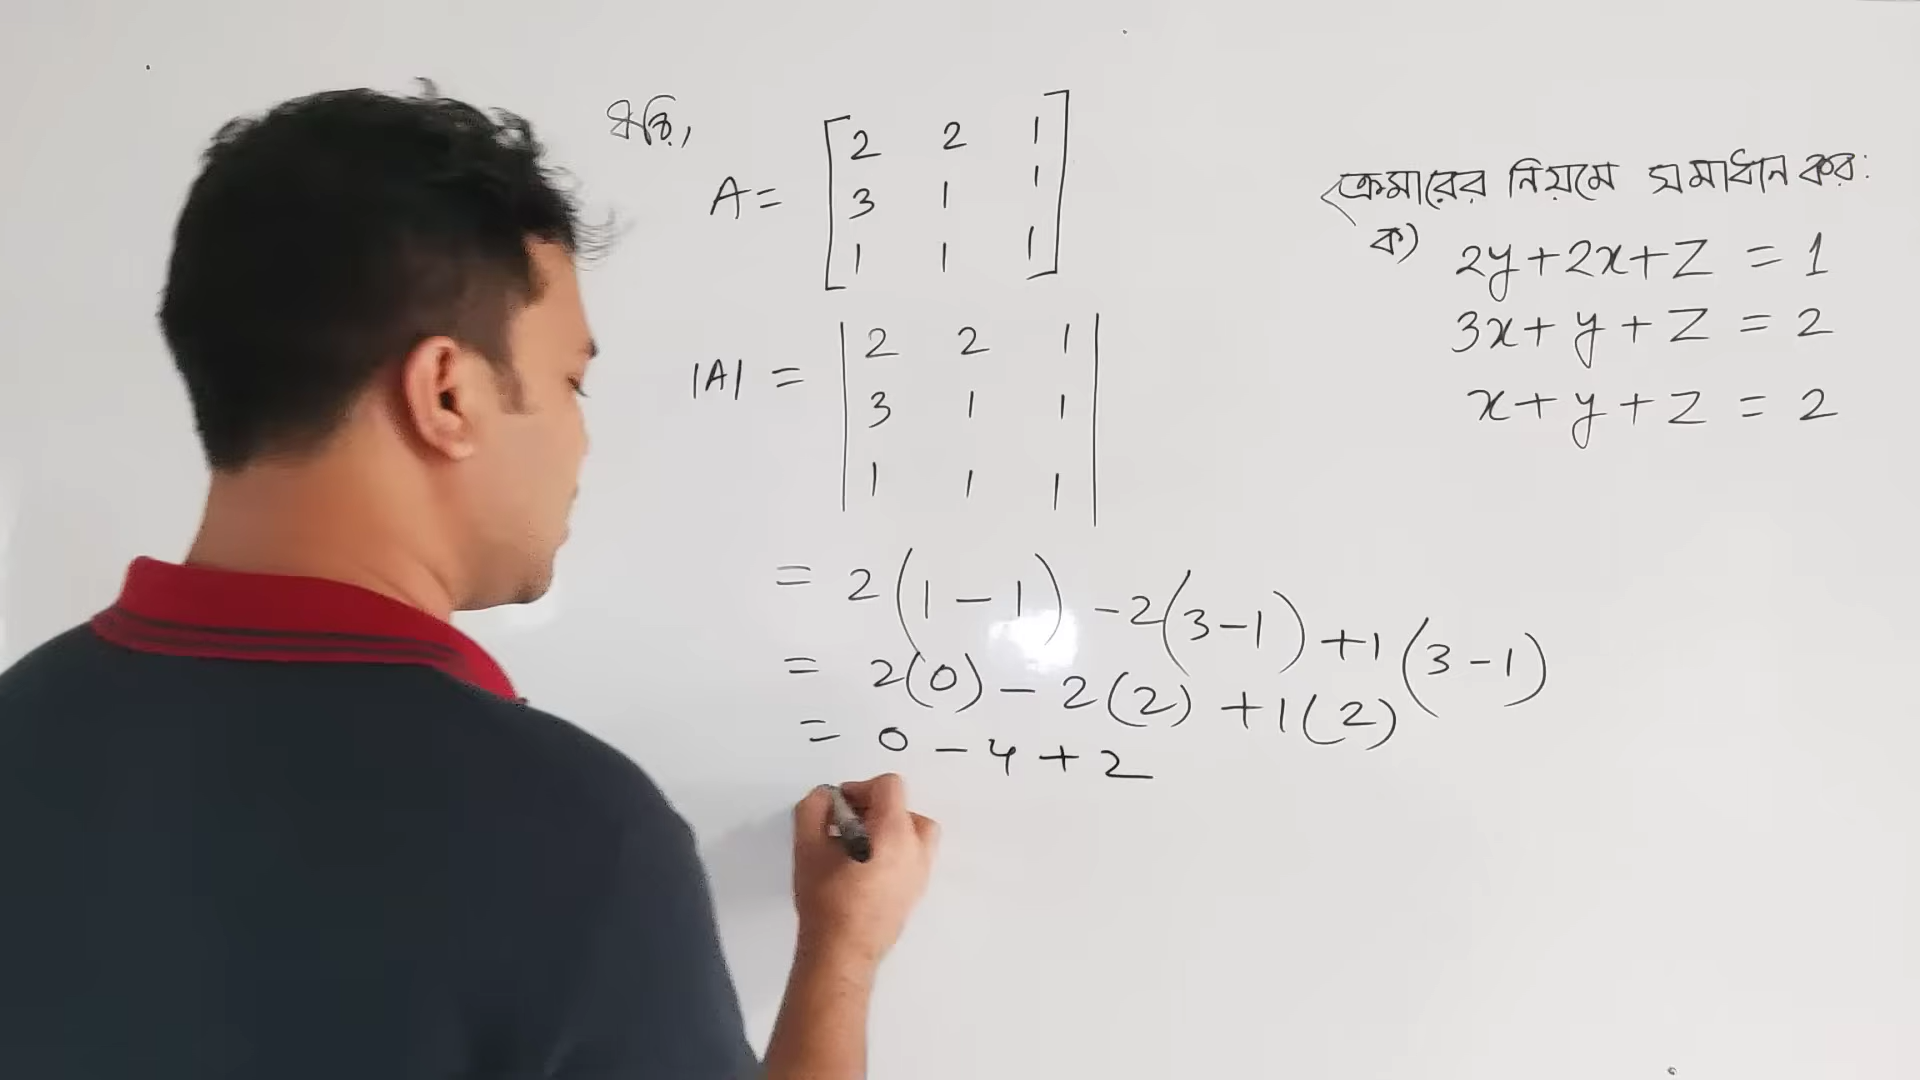 ধরি,
A = [2 2 1
3 1 1
1 1 1]
|A| = |2 2 1
3 1 1
1 1 1|
= 2(1-1) -2(3-1) +1(3-1)
= 2(0) - 2(2) +1(2)
= 0 - 4 + 2
ক্রেমারের নিয়মে সমাধান কর:
ক) 2y+2x+z = 1
3x+y+z = 2
x+y+z = 2